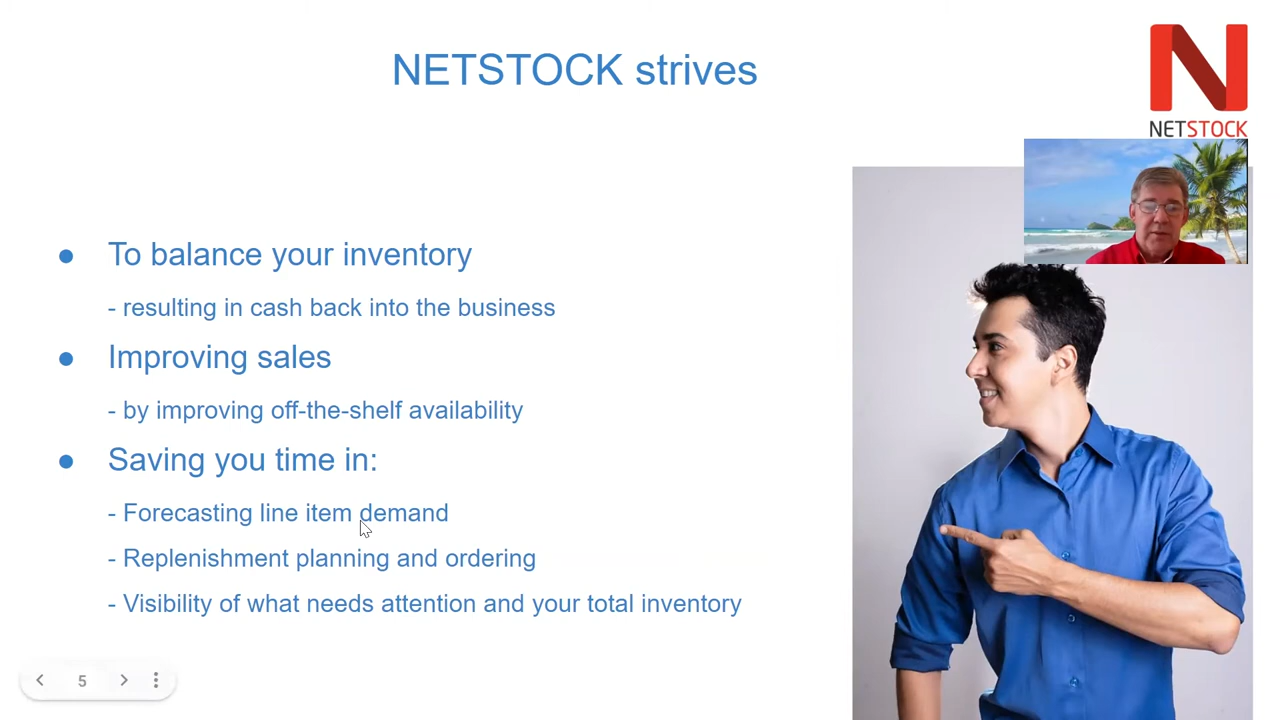 NETSTOCK strives
NETSTOCK
● To balance your inventory
- resulting in cash back into the business
● Improving sales
- by improving off-the-shelf availability
● Saving you time in:
- Forecasting line item demand
- Replenishment planning and ordering
- Visibility of what needs attention and your total inventory
5